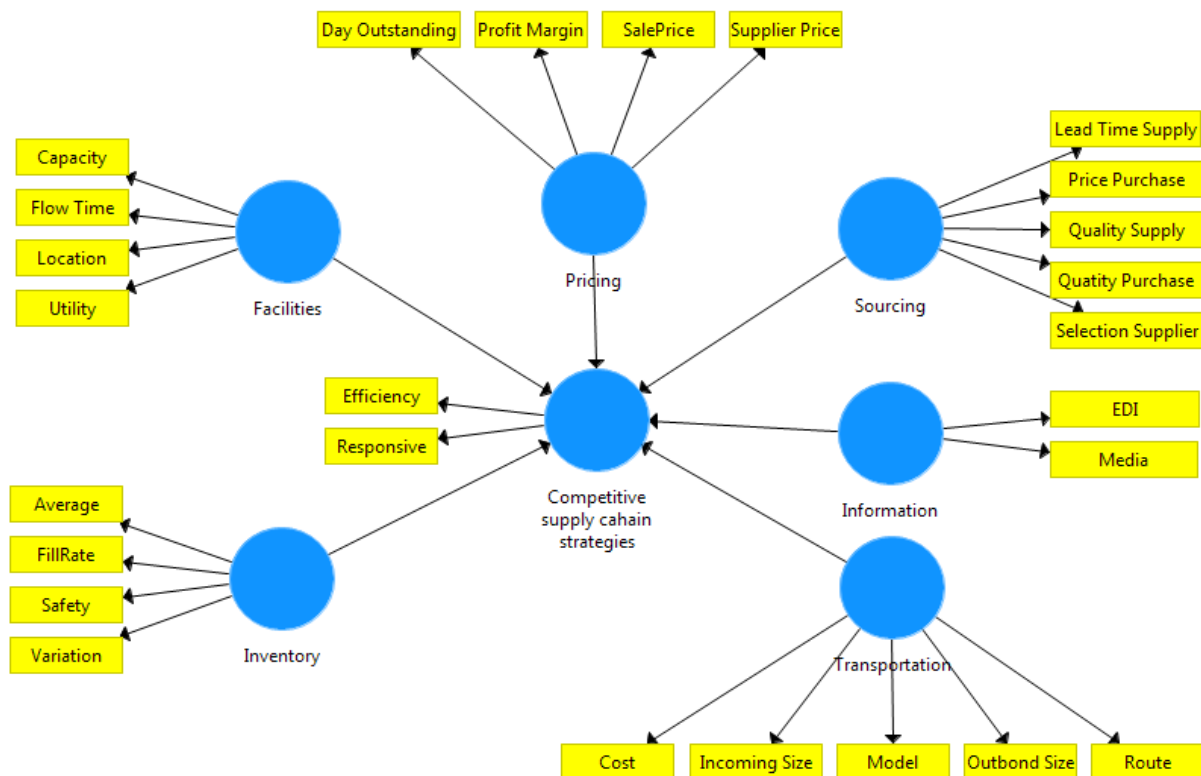 Day Outstanding
Profit Margin
SalePrice
Supplier Price
Capacity
Flow Time
Location
Utility
Facilities
Pricing
Lead Time Supply
Price Purchase
Quality Supply
Quatity Purchase
Selection Supplier
Sourcing
Efficiency
Responsive
Competitive
supply cahain
strategies
EDI
Media
Information
Average
FillRate
Safety
Variation
Inventory
Transportation
Cost
Incoming Size
Model
Outbond Size
Route